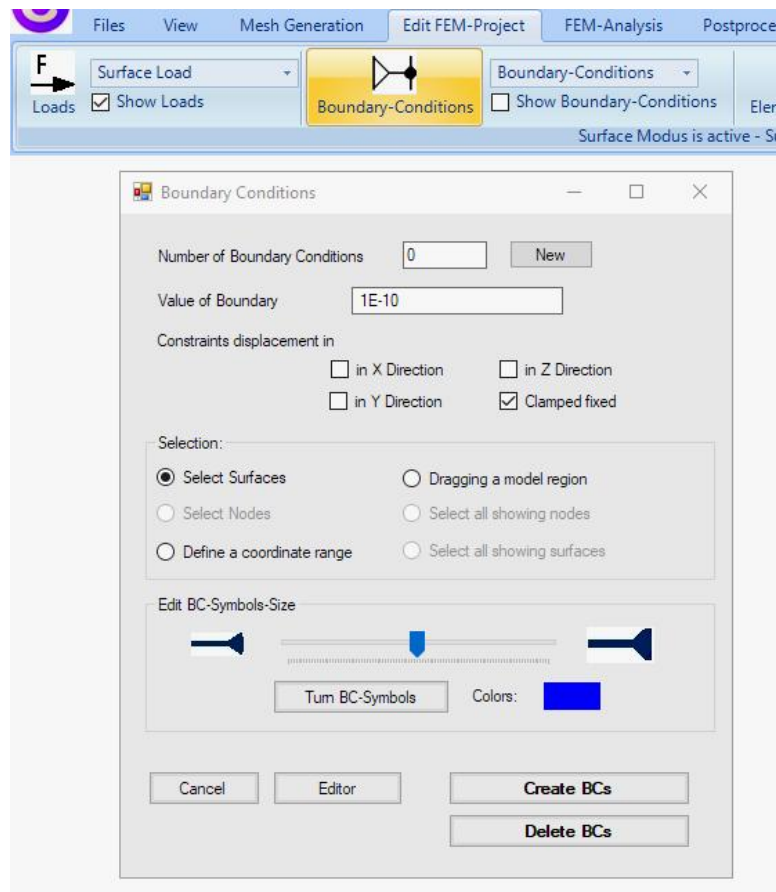 Files View Mesh Generation Edit FEM-Project FEM-Analysis Postproce
F
Surface Load
Boundary-Conditions
Loads
Show Loads
Boundary-Conditions
Show Boundary-Conditions
Eler
Surface Modus is active - Su
Boundary Conditions
Number of Boundary Conditions 0 New
Value of Boundary 1E-10
Constraints displacement in
in X Direction in Z Direction
in Y Direction Clamped fixed
Selection:
Select Surfaces Dragging a model region
Select Nodes Select all showing nodes
Define a coordinate range Select all showing surfaces
Edit BC-Symbols-Size
Turn BC-Symbols Colors:
Cancel Editor Create BCs
Delete BCs